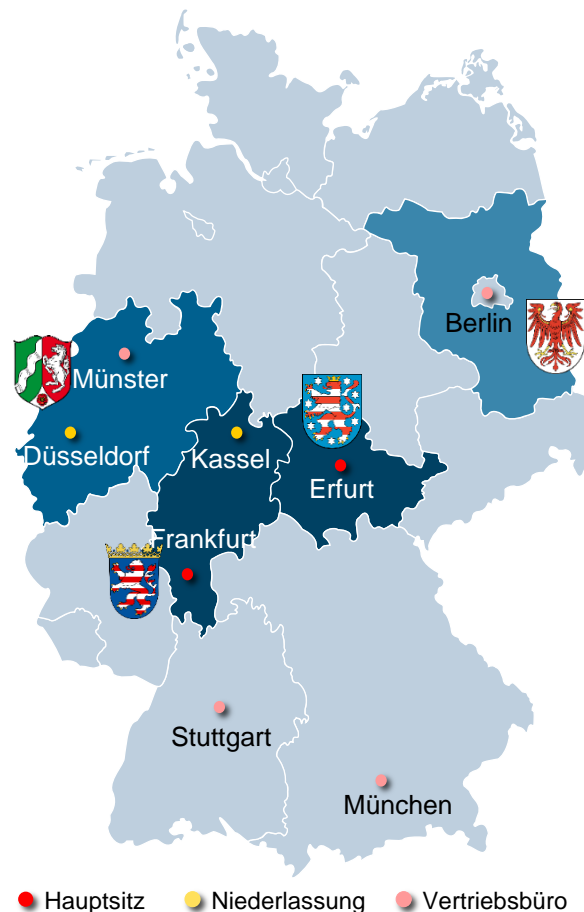 Berlin
Münster
Düsseldorf
Kassel
Erfurt
Frankfurt
Stuttgart
München
Hauptsitz
Niederlassung
Vertriebsbüro